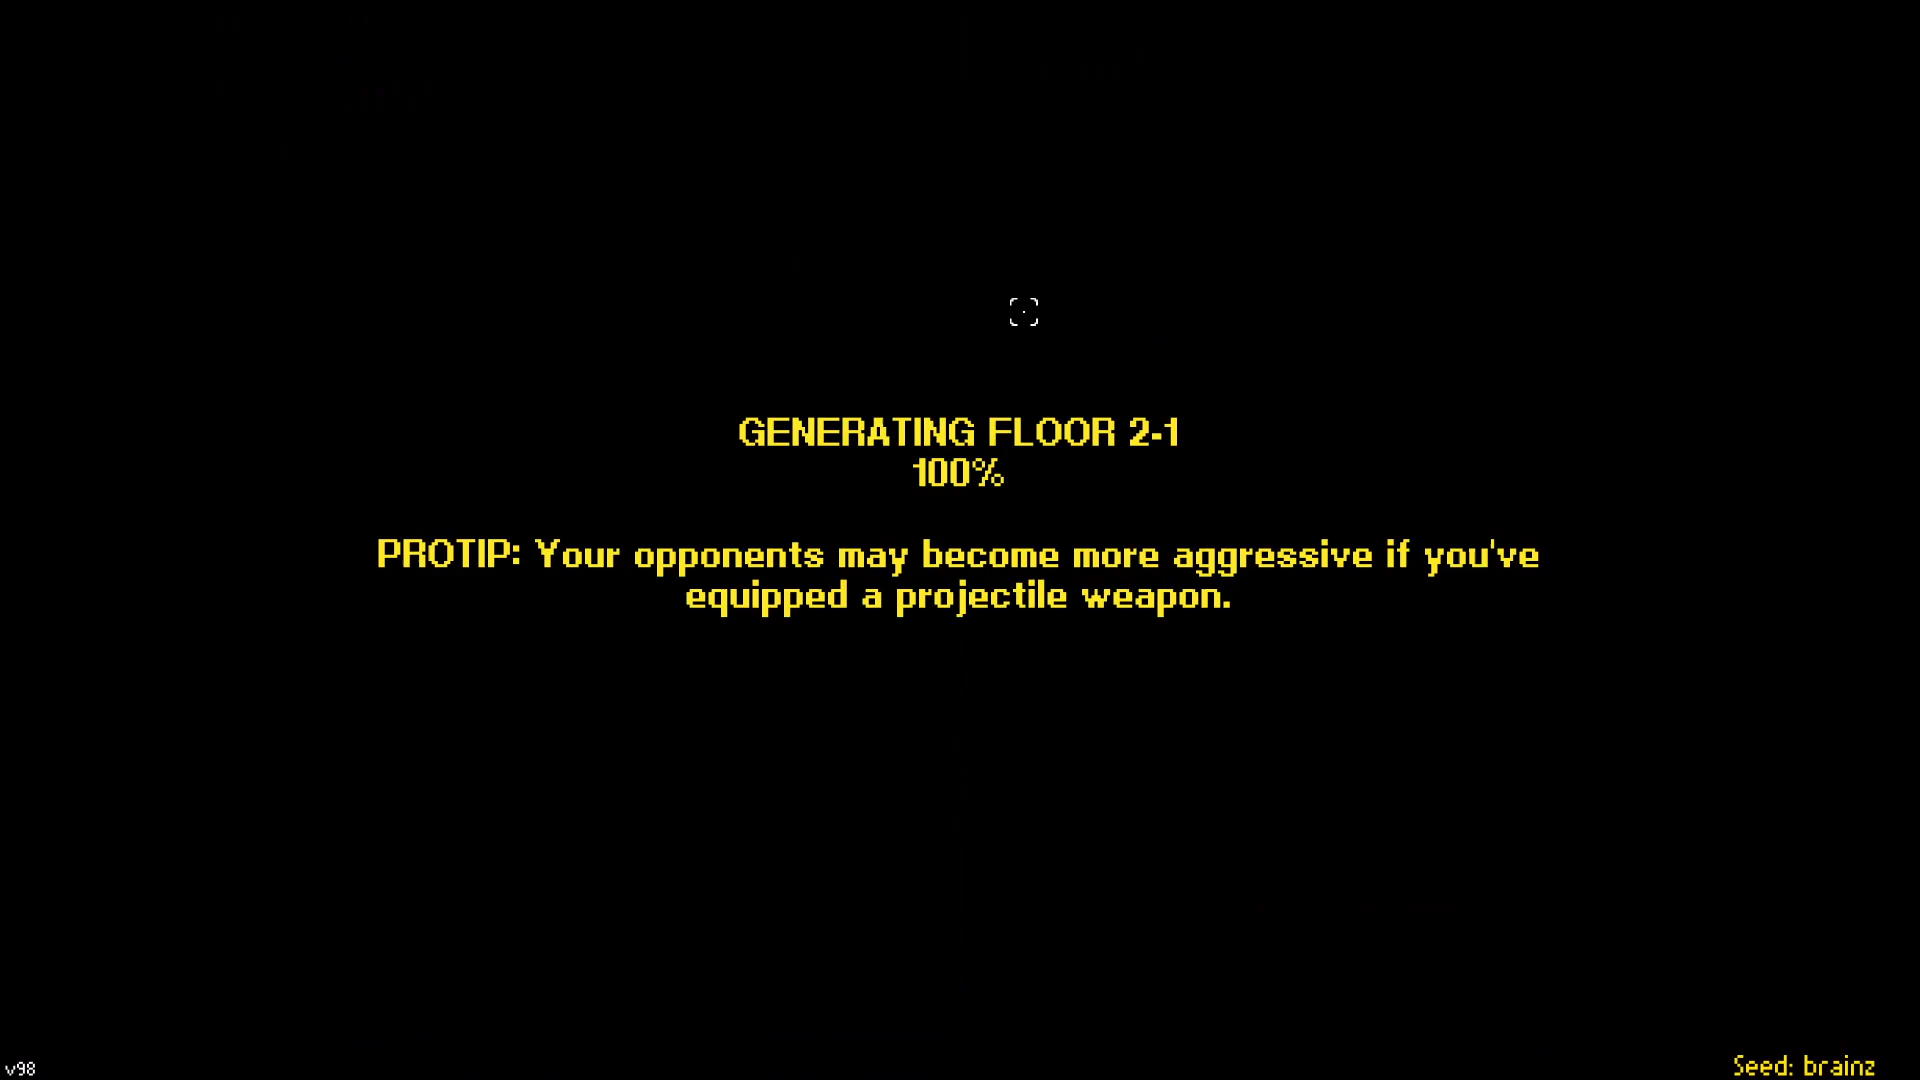 GENERATING FLOOR 2-1
100%
PROTIP: Your opponents may become more aggressive if you've
equipped a projectile weapon.
v98
Seed: brainz